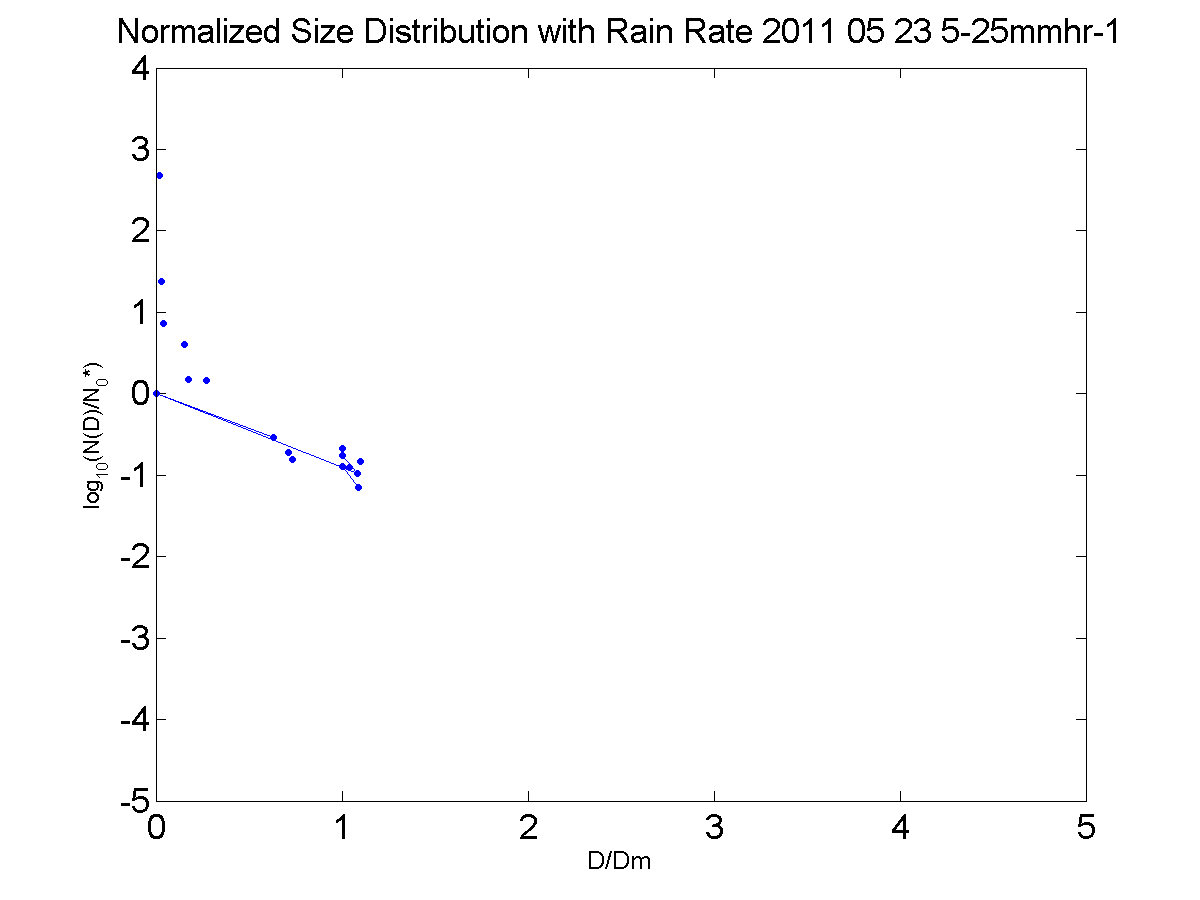 Normalized Size Distribution with Rain Rate 2011 05 23 5-25mmhr-1
4
3
2
1
0
-1
-2
-3
-4
-5
log10(N(D)/N0*)
0 1 2 3 4 5
D/Dm